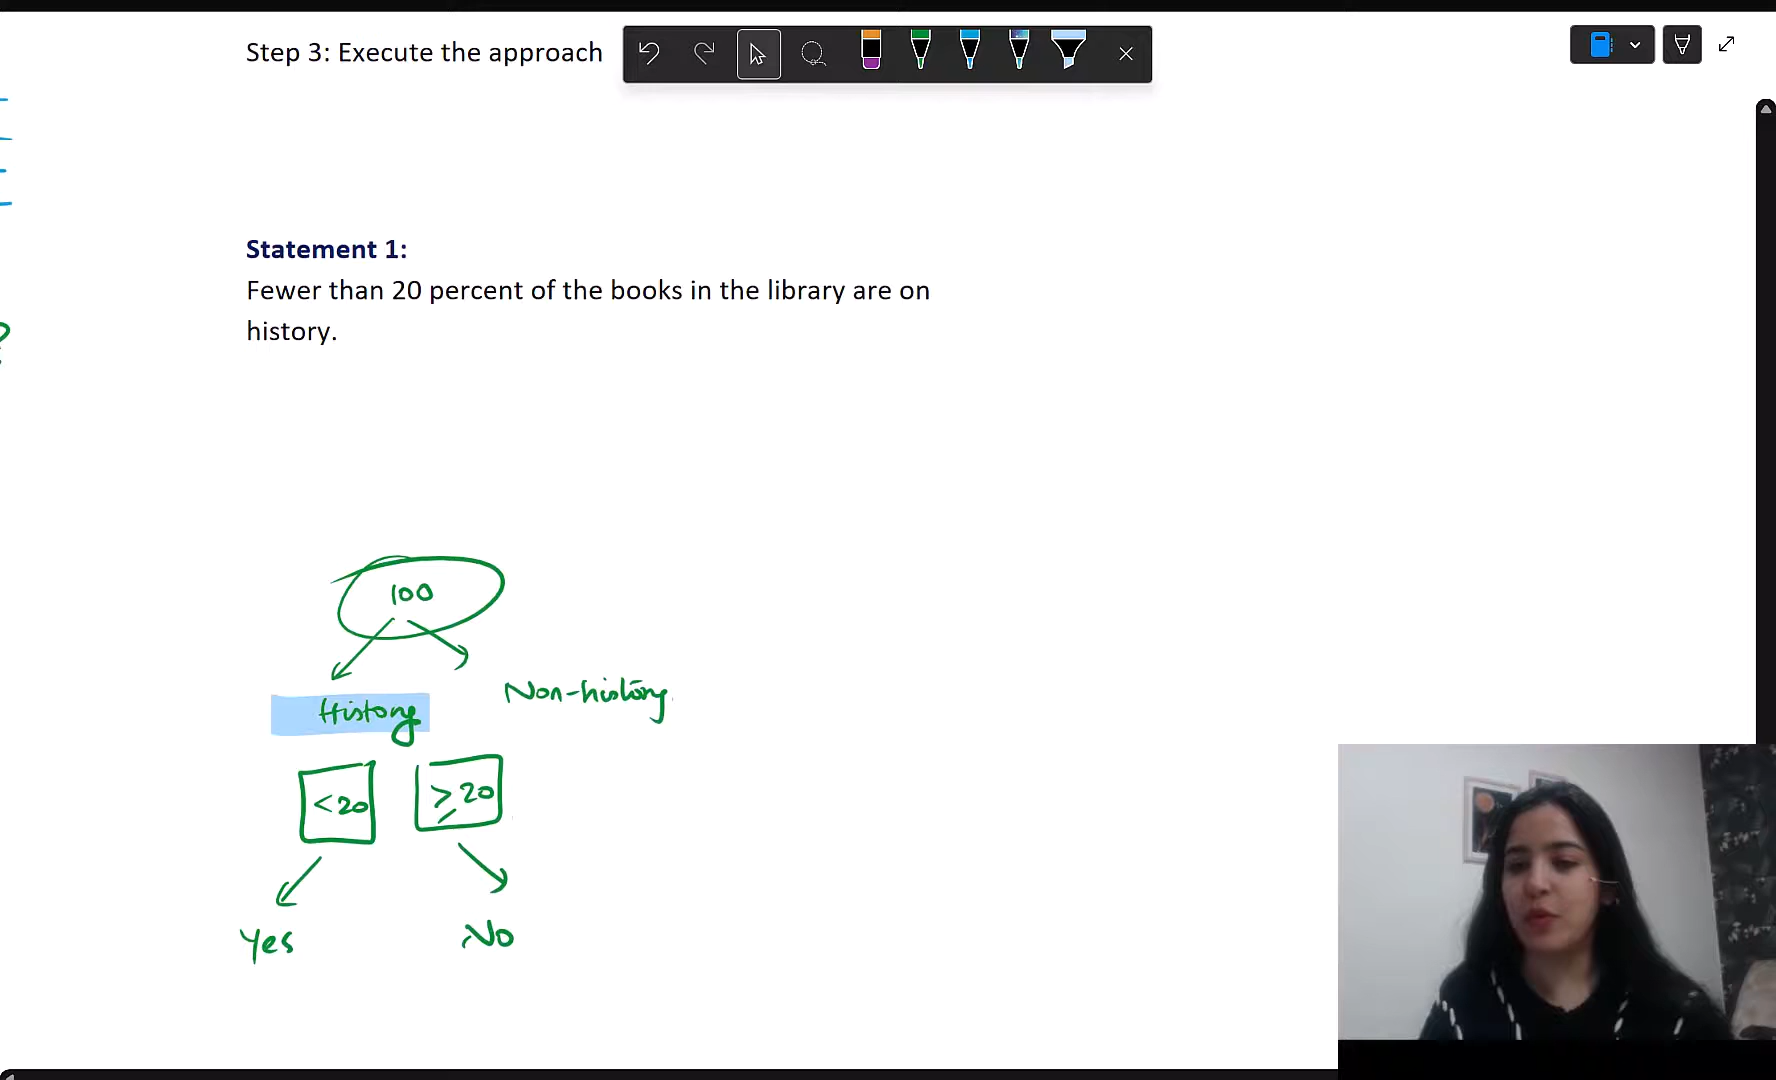 Step 3: Execute the approach
Statement 1:
Fewer than 20 percent of the books in the library are on
history.
100
History
Non-history
<20
≥20
Yes
No